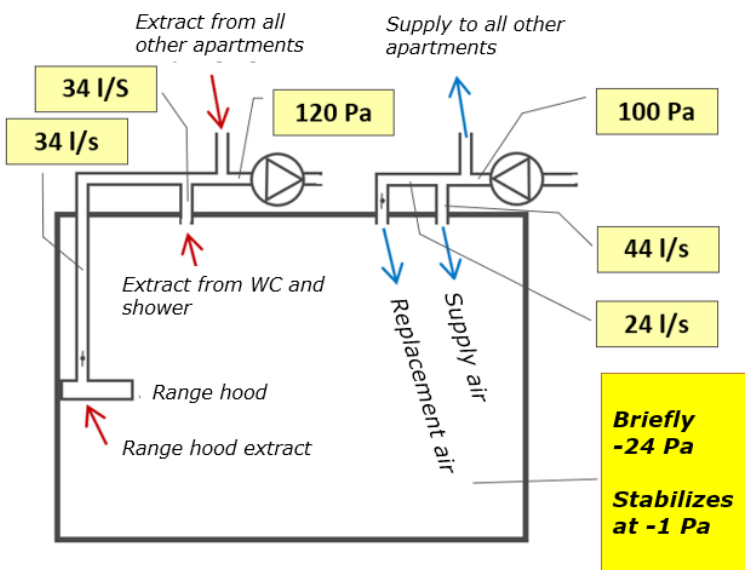 Extract from all
other apartments
Supply to all other
apartments
34 l/S
120 Pa
100 Pa
34 l/s
44 l/s
Extract from WC and
shower
24 l/s
Replacement air
Supply air
Range hood
Range hood extract
Briefly
-24 Pa
Stabilizes
at -1 Pa